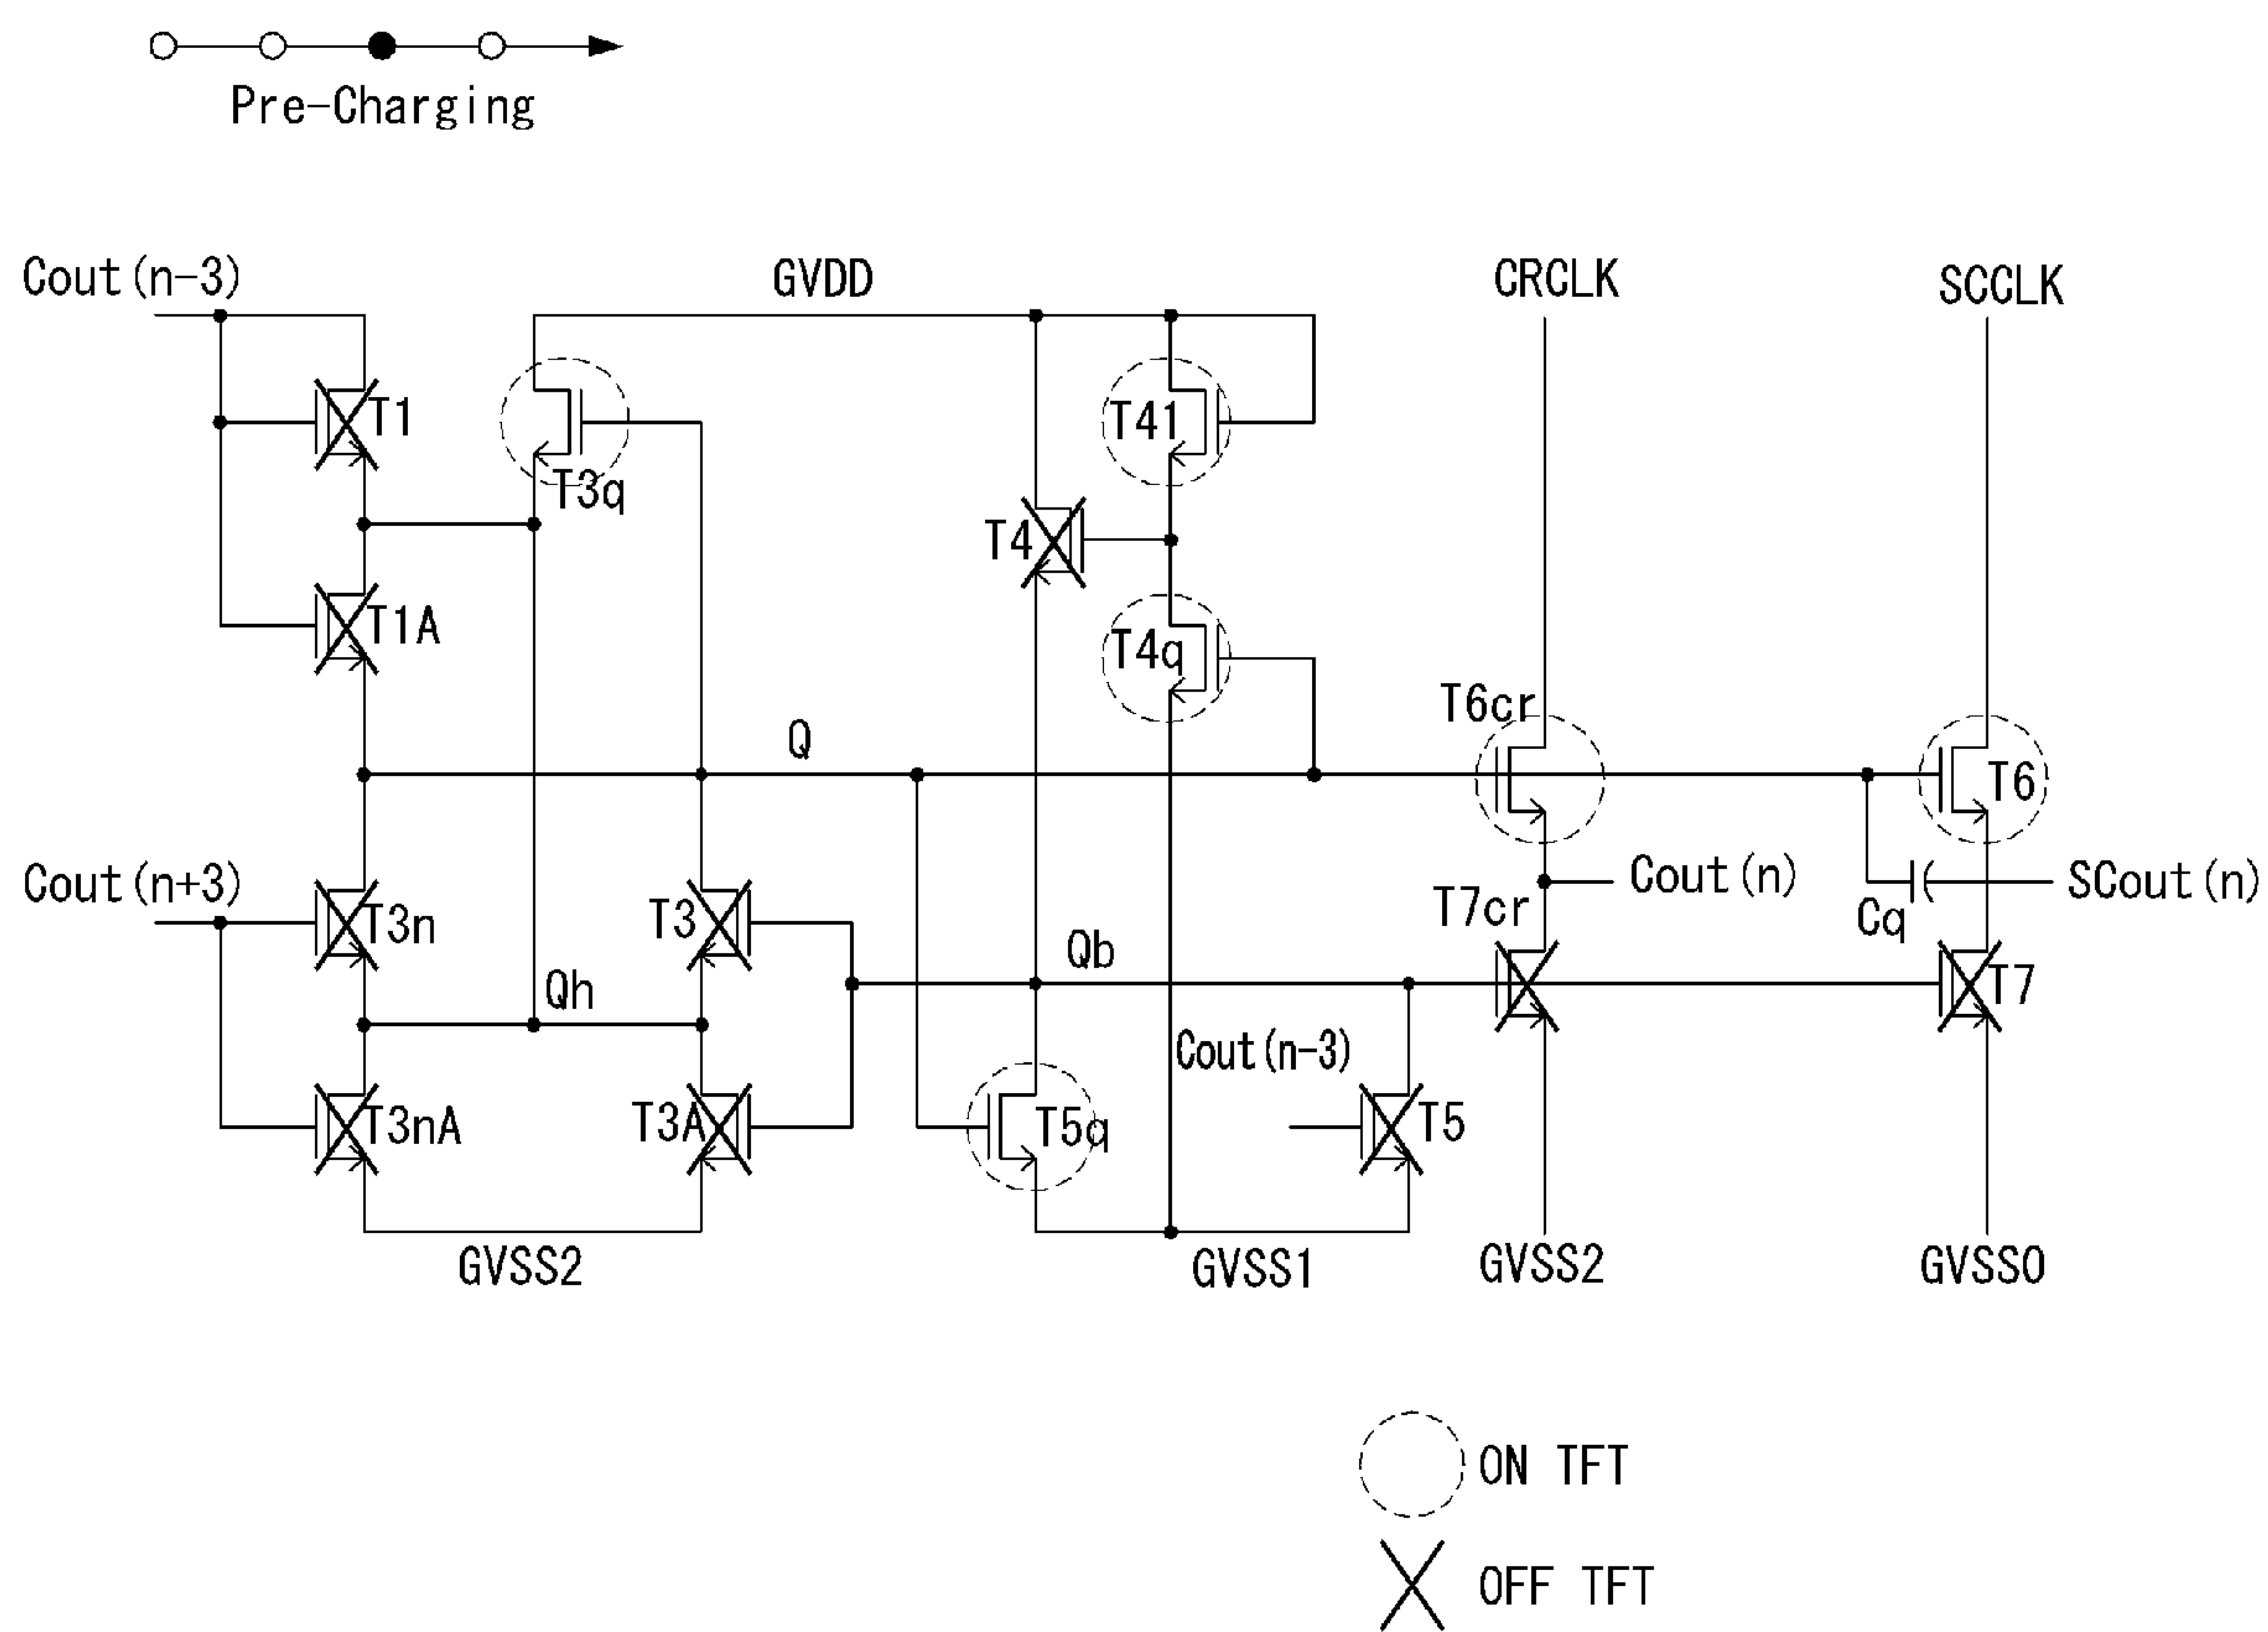 Pre-Charging
Cout(n-3)
GVDD
CRCLK
SCCLK
T1
T3q
T41
T4
T1A
T4q
T6cr
Q
T6
Cout(n+3)
T3n
T3
Qb
T7cr
Cout(n)
Cq
SCout(n)
Qh
T7
Cout(n-3)
T3nA
T3A
T5q
T5
GVSS2
GVSS1
GVSS2
GVSS0
ON TFT
OFF TFT